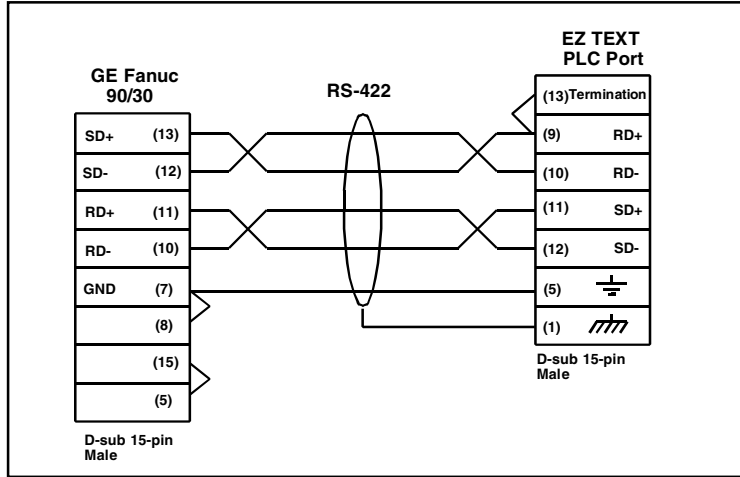 GE Fanuc
90/30
SD+ (13)
SD- (12)
RD+ (11)
RD- (10)
GND (7)
(8)
(15)
(5)
D-sub 15-pin
Male
RS-422
EZ TEXT
PLC Port
(13)Termination
(9) RD+
(10) RD-
(11) SD+
(12) SD-
(5)
(1)
D-sub 15-pin
Male